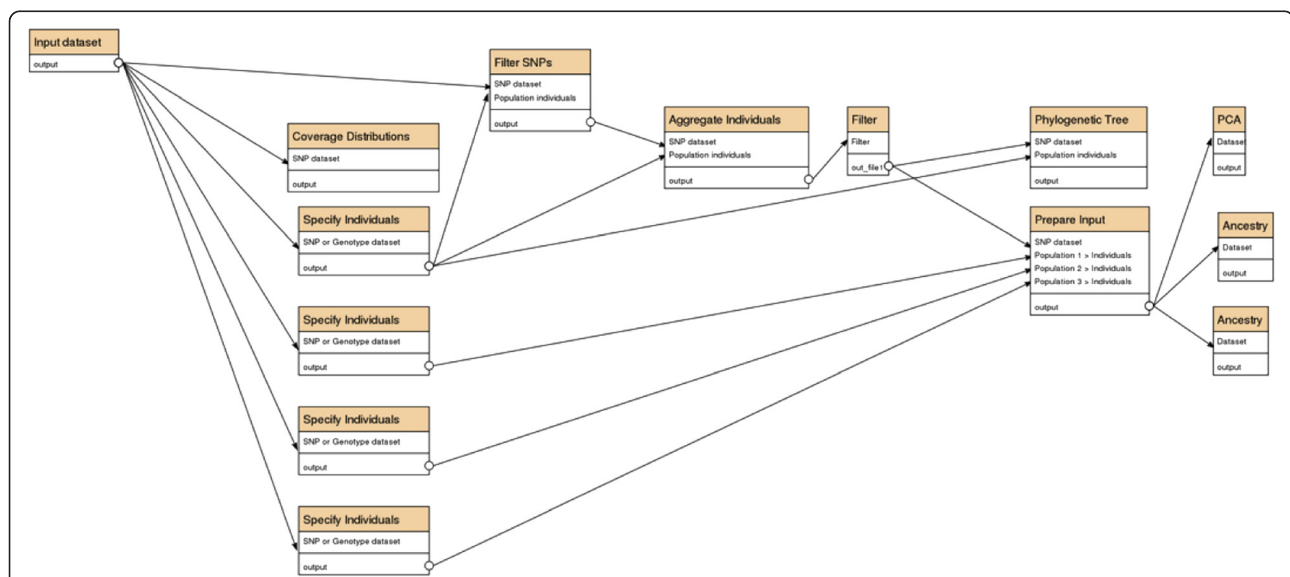 Input dataset
output
Filter SNPs
SNP dataset
Population individuals
output
Coverage Distributions
SNP dataset
output
Specify Individuals
SNP or Genotype dataset
output
Specify Individuals
SNP or Genotype dataset
output
Specify Individuals
SNP or Genotype dataset
output
Specify Individuals
SNP or Genotype dataset
output
Aggregate Individuals
SNP dataset
Population individuals
output
Filter
Filter
out_file1
Phylogenetic Tree
SNP dataset
Population individuals
output
Prepare Input
SNP dataset
Population 1 > Individuals
Population 2 > Individuals
Population 3 > Individuals
output
PCA
Dataset
output
Ancestry
Dataset
output
Ancestry
Dataset
output